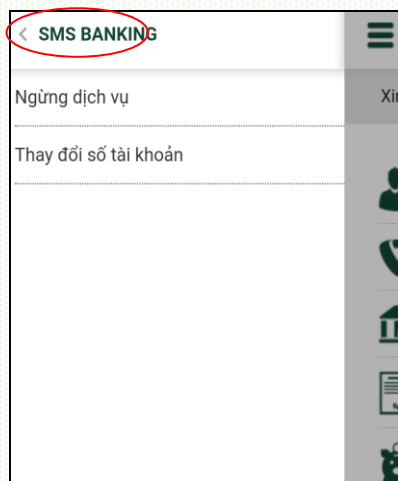 < SMS BANKING
Ngừng dịch vụ
Thay đổi số tài khoản